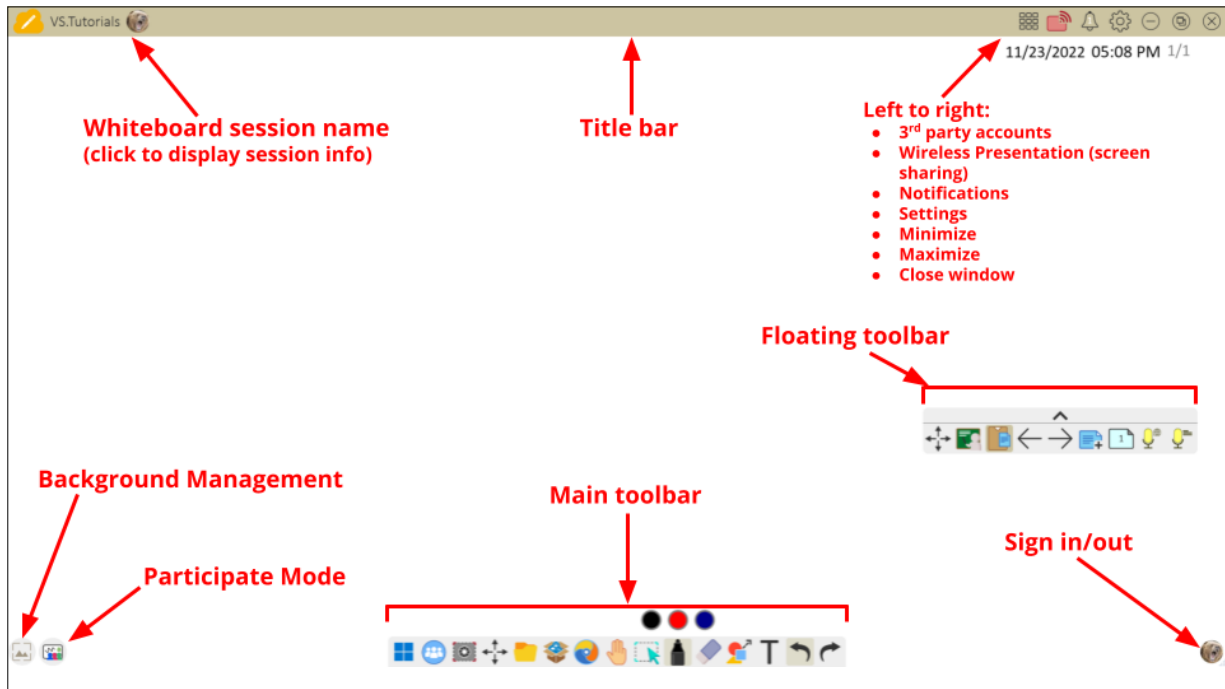 VS.Tutorials
11/23/2022 05:08 PM 1/1
Whiteboard session name
(click to display session info)
Title bar
Left to right:
● 3rd party accounts
● Wireless Presentation (screen
sharing)
● Notifications
● Settings
● Minimize
● Maximize
● Close window
Floating toolbar
1
Background Management
Main toolbar
Sign in/out
Participate Mode
T